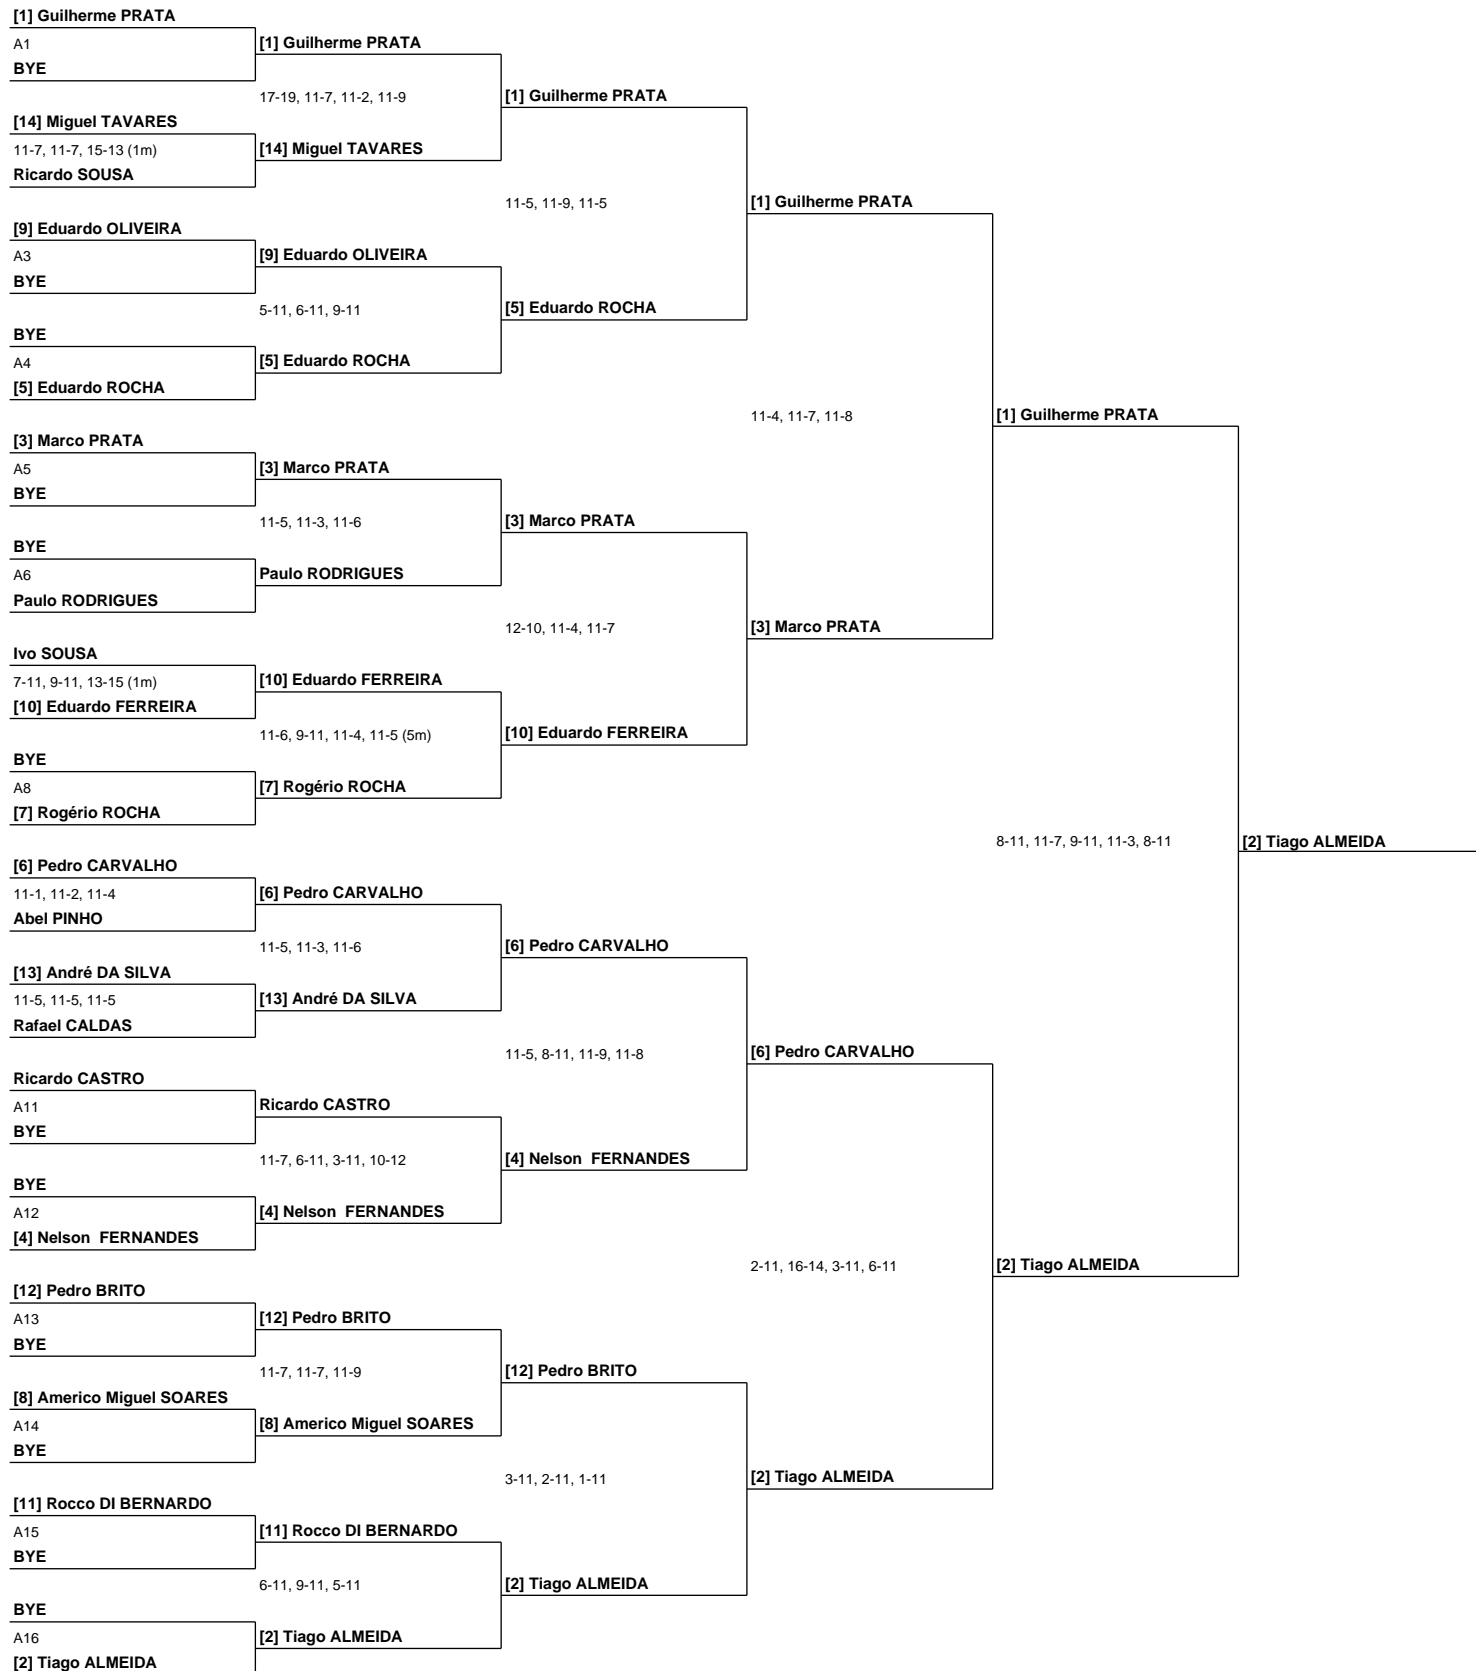 [1] Guilherme PRATA
A1
BYE
[14] Miguel TAVARES
11-7, 11-7, 15-13 (1m)
Ricardo SOUSA
[9] Eduardo OLIVEIRA
A3
BYE
BYE
A4
[5] Eduardo ROCHA
[3] Marco PRATA
A5
BYE
BYE
A6
Paulo RODRIGUES
Ivo SOUSA
7-11, 9-11, 13-15 (1m)
[10] Eduardo FERREIRA
BYE
A8
[7] Rogério ROCHA
[6] Pedro CARVALHO
11-1, 11-2, 11-4
Abel PINHO
[13] André DA SILVA
11-5, 11-5, 11-5
Rafael CALDAS
Ricardo CASTRO
A11
BYE
BYE
A12
[4] Nelson  FERNANDES
[12] Pedro BRITO
A13
BYE
[8] Americo Miguel SOARES
A14
BYE
[11] Rocco DI BERNARDO
A15
BYE
BYE
A16
[2] Tiago ALMEIDA
[1] Guilherme PRATA
17-19, 11-7, 11-2, 11-9
[14] Miguel TAVARES
[9] Eduardo OLIVEIRA
5-11, 6-11, 9-11
[5] Eduardo ROCHA
[3] Marco PRATA
11-5, 11-3, 11-6
Paulo RODRIGUES
[10] Eduardo FERREIRA
11-6, 9-11, 11-4, 11-5 (5m)
[7] Rogério ROCHA
[6] Pedro CARVALHO
11-5, 11-3, 11-6
[13] André DA SILVA
Ricardo CASTRO
11-7, 6-11, 3-11, 10-12
[4] Nelson  FERNANDES
[12] Pedro BRITO
11-7, 11-7, 11-9
[8] Americo Miguel SOARES
[11] Rocco DI BERNARDO
6-11, 9-11, 5-11
[2] Tiago ALMEIDA
[1] Guilherme PRATA
11-5, 11-9, 11-5
[5] Eduardo ROCHA
[3] Marco PRATA
12-10, 11-4, 11-7
[10] Eduardo FERREIRA
[6] Pedro CARVALHO
11-5, 8-11, 11-9, 11-8
[4] Nelson  FERNANDES
[12] Pedro BRITO
3-11, 2-11, 1-11
[2] Tiago ALMEIDA
[1] Guilherme PRATA
11-4, 11-7, 11-8
[3] Marco PRATA
[6] Pedro CARVALHO
2-11, 16-14, 3-11, 6-11
[2] Tiago ALMEIDA
[1] Guilherme PRATA
8-11, 11-7, 9-11, 11-3, 8-11
[2] Tiago ALMEIDA
[2] Tiago ALMEIDA